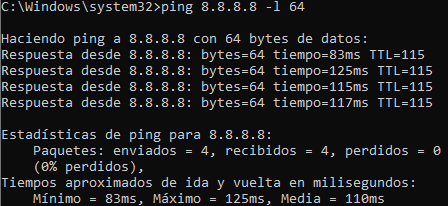 C:\Windows\system32>ping 8.8.8.8 -l 64
Haciendo ping a 8.8.8.8 con 64 bytes de datos:
Respuesta desde 8.8.8.8: bytes=64 tiempo=83ms TTL=115
Respuesta desde 8.8.8.8: bytes=64 tiempo=125ms TTL=115
Respuesta desde 8.8.8.8: bytes=64 tiempo=115ms TTL=115
Respuesta desde 8.8.8.8: bytes=64 tiempo=117ms TTL=115
Estadísticas de ping para 8.8.8.8:
Paquetes: enviados = 4, recibidos = 4, perdidos = 0
(0% perdidos),
Tiempos aproximados de ida y vuelta en milisegundos:
Mínimo = 83ms, Máximo = 125ms, Media = 110ms